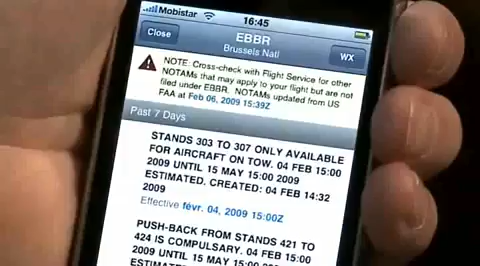 Mobistar 16:45
Close EBBR WX
Brussels Natl
NOTE: Cross-check with Flight Service for other
NOTAMs that may apply to your flight but are not
filed under EBBR. NOTAMs updated from US
FAA at Feb 06, 2009 15:39Z
Past 7 Days
STANDS 303 TO 307 ONLY AVAILABLE
FOR AIRCRAFT ON TOW. 04 FEB 15:00
2009 UNTIL 15 MAY 15:00 2009
ESTIMATED. CREATED: 04 FEB 14:32
2009
Effective févr. 04, 2009 15:00Z
PUSH-BACK FROM STANDS 421 TO
424 IS COMPULSARY. 04 FEB 15:00
2009 UNTIL 15 MAY 15:00 2009
ESTIMATED. CREATED: 04 FEB